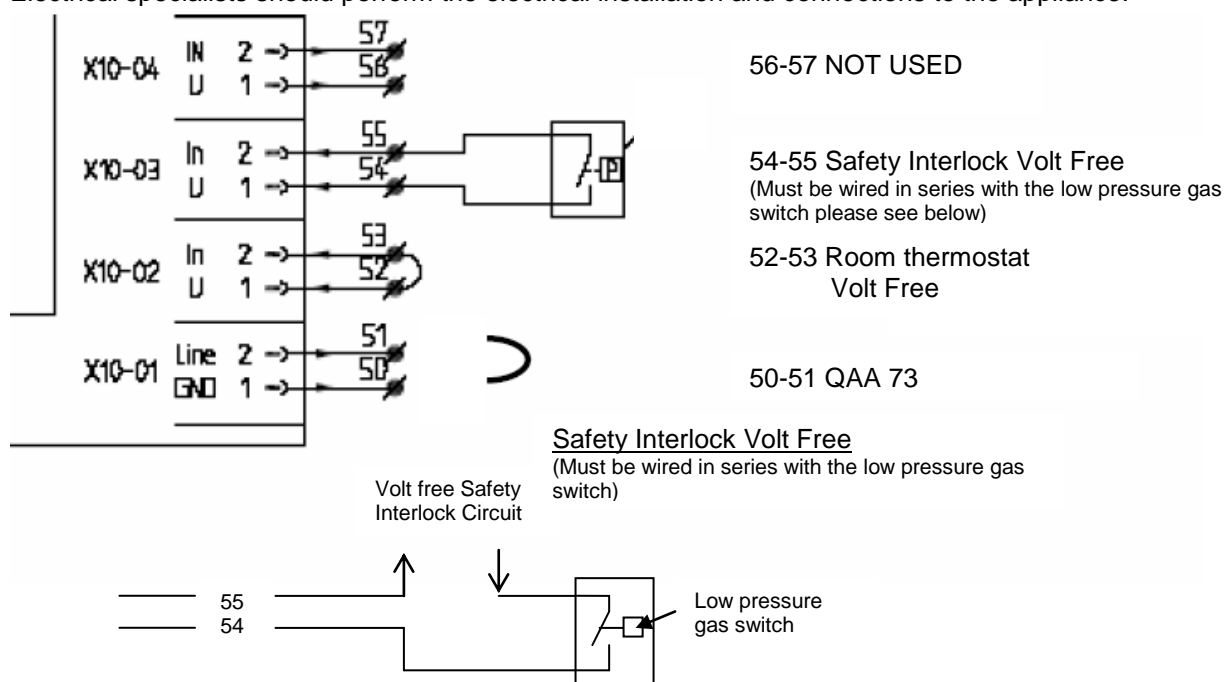 Electrical specialists should perform the electrical installation and connections to the appliance.
X10-04 IN 2 57
U 1 56
56-57 NOT USED
X10-03 In 2 55
U 1 54
P
54-55 Safety Interlock Volt Free
(Must be wired in series with the low pressure gas
switch please see below)
X10-02 In 2 53
U 1 52
52-53 Room thermostat
Volt Free
X10-01 Line 2 51
GND 1 50
50-51 QAA 73
Safety Interlock Volt Free
(Must be wired in series with the low pressure gas
switch)
Volt free Safety
Interlock Circuit
55
54
Low pressure
gas switch